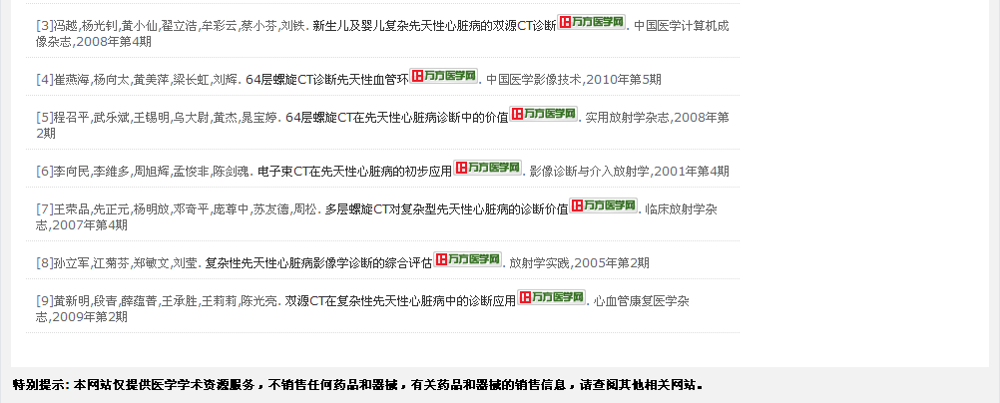 [3]冯越,杨光钊,黄小仙,翟立浩,牟彩云,蔡小芬,刘铁. 新生儿及婴儿复杂先天性心脏病的双源CT诊断 万方医学网. 中国医学计算机成
像杂志,2008年第4期
[4]崔燕海,杨向太,黄美萍,梁长虹,刘辉. 64层螺旋CT诊断先天性血管环 万方医学网. 中国医学影像技术,2010年第5期
[5]程召平,武乐斌,王锡明,乌大尉,黄杰,晁宝婷. 64层螺旋CT在先天性心脏病诊断中的价值 万方医学网. 实用放射学杂志,2008年第
2期
[6]李向民,李维多,周旭辉,孟悛非,陈剑魂. 电子束CT在先天性心脏病的初步应用 万方医学网. 影像诊断与介入放射学,2001年第4期
[7]王荣品,先正元,杨明放,邓奇平,庞尊中,苏友德,周松. 多层螺旋CT对复杂型先天性心脏病的诊断价值 万方医学网. 临床放射学杂
志,2007年第4期
[8]孙立军,江菊芬,郑敏文,刘莹. 复杂性先天性心脏病影像学诊断的综合评估 万方医学网. 放射学实践,2005年第2期
[9]黄新明,段青,薛蕴菁,王承胜,王莉莉,陈光亮. 双源CT在复杂性先天性心脏病中的诊断应用 万方医学网. 心血管康复医学杂
志,2009年第2期
特别提示: 本网站仅提供医学学术资源服务，不销售任何药品和器械，有关药品和器械的销售信息，请查阅其他相关网站。